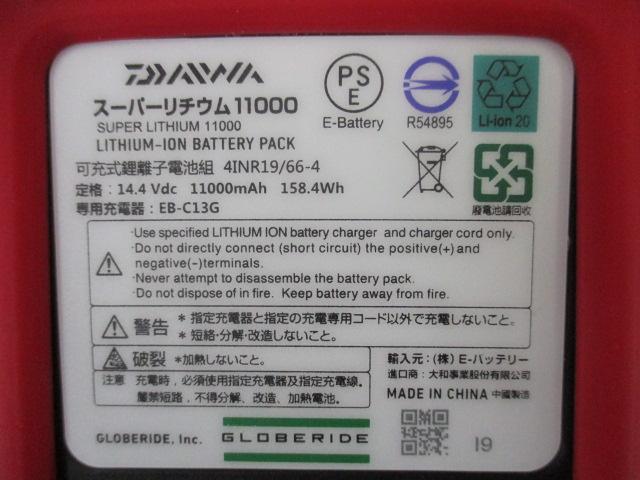 DAIWA
スーパーリチウム11000
SUPER LITHIUM 11000
LITHIUM-ION BATTERY PACK
可充式鋰離子電池組 4INR19/66-4
定格：14.4 Vdc 11000mAh 158.4Wh
専用充電器：EB-C13G
PS
E
E-Battery
R54895
Li-ion 20
廢電池請回收
·Use specified LITHIUM ION battery charger and charger cord only.
·Do not directly connect (short circuit) the positive(+) and
negative(-)terminals.
·Never attempt to disassemble the battery pack.
·Do not dispose of in fire. Keep battery away from fire.
警告
*指定充電器と指定の充電専用コード以外で充電しないこと。
*短絡・分解・改造しないこと。
破裂 *加熱しないこと。
注意 充電時，必須使用指定充電器及指定充電線。
嚴禁短路，不得分解、改造、加熱電池。
輸入元：(株) E-バッテリー
進口商：大和事業股份有限公司
MADE IN CHINA 中國製造
GLOBERIDE, Inc.
GLOBERIDE
I9